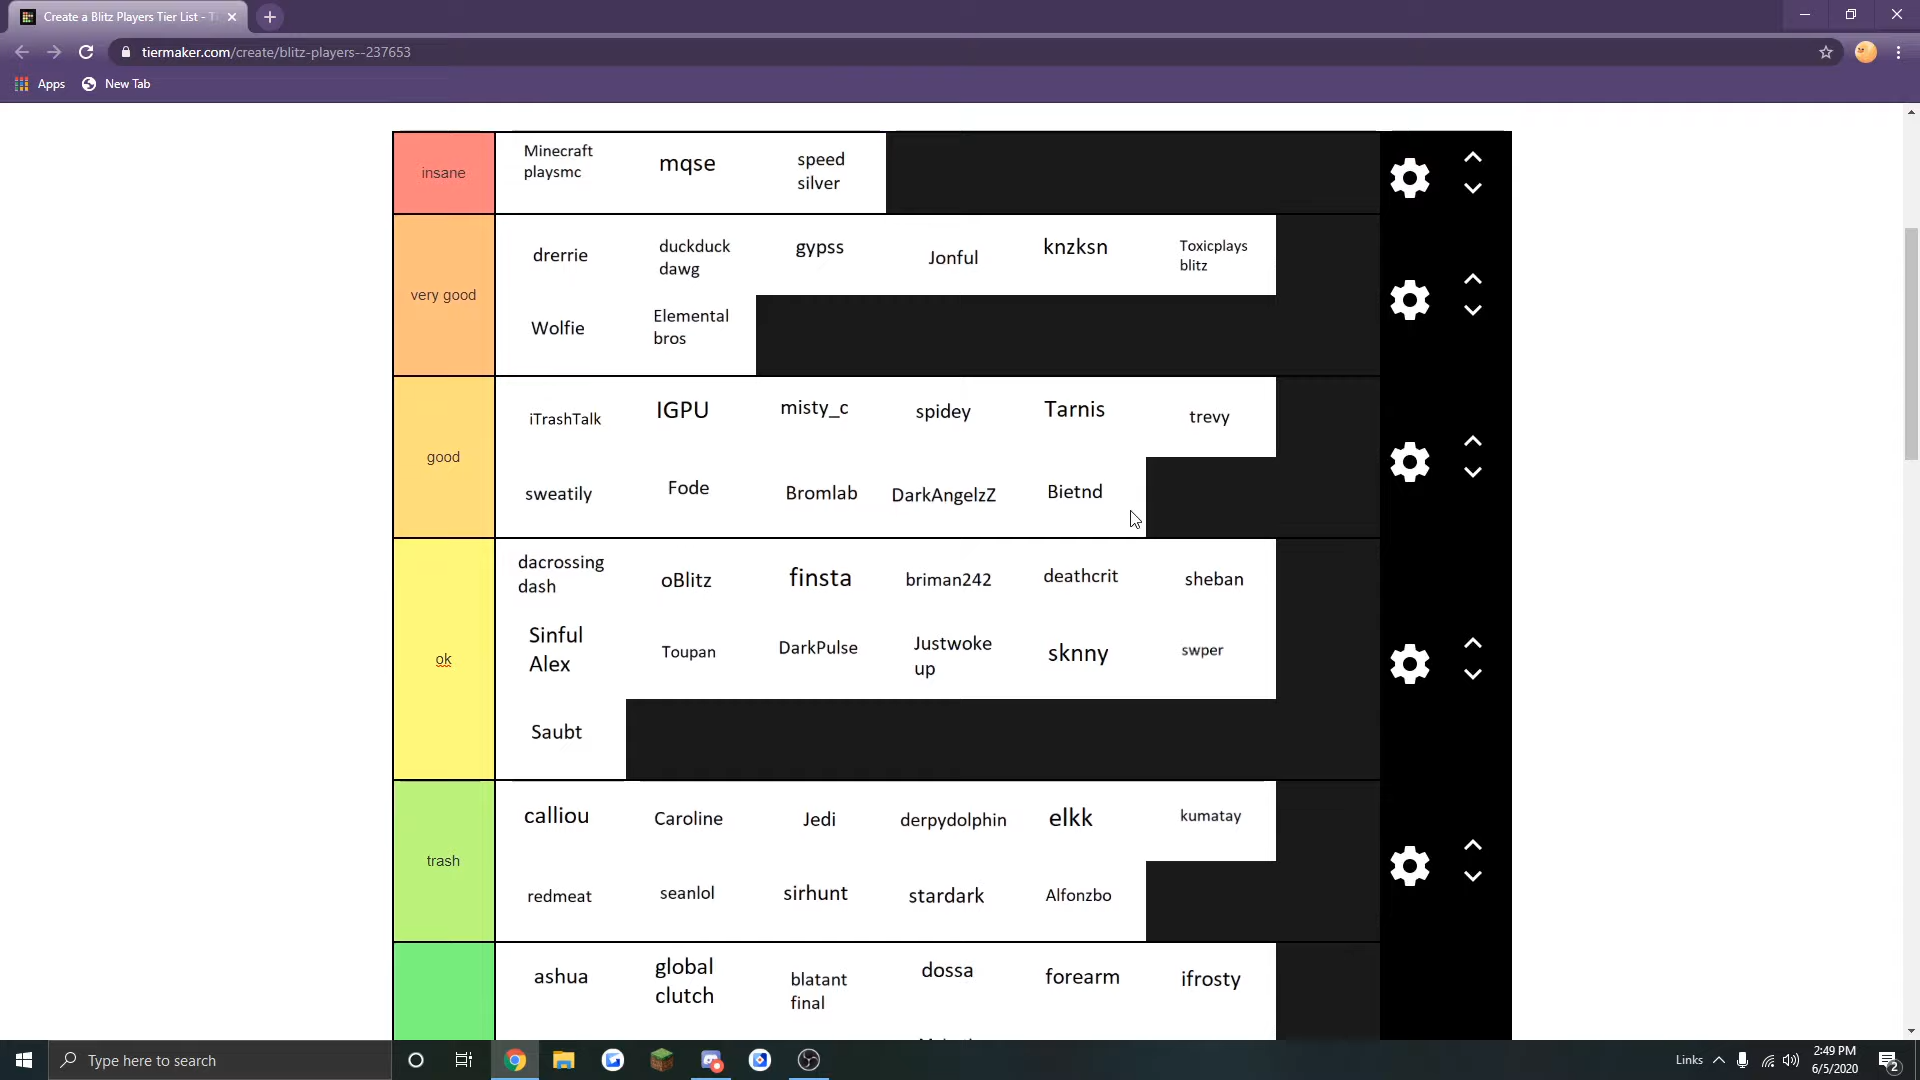 Create a Blitz Players Tier List - T
tiermaker.com/create/blitz-players--237653
Apps
New Tab
insane
Minecraft
playsmc
mqse
speed
silver
very good
drerrie
duckduck
dawg
gypss
Jonful
knzksn
Toxicplays
blitz
Wolfie
Elemental
bros
good
iTrashTalk
IGPU
misty_c
spidey
Tarnis
trevy
sweatily
Fode
Bromlab
DarkAngelzZ
Bietnd
ok
dacrossing
dash
oBlitz
finsta
briman242
deathcrit
sheban
Sinful
Alex
Toupan
DarkPulse
Justwoke
up
sknny
swper
Saubt
trash
calliou
Caroline
Jedi
derpydolphin
elkk
kumatay
redmeat
seanlol
sirhunt
stardark
Alfonzbo
ashua
global
clutch
blatant
final
dossa
forearm
ifrosty
Type here to search
Links
2:49 PM
6/5/2020
2